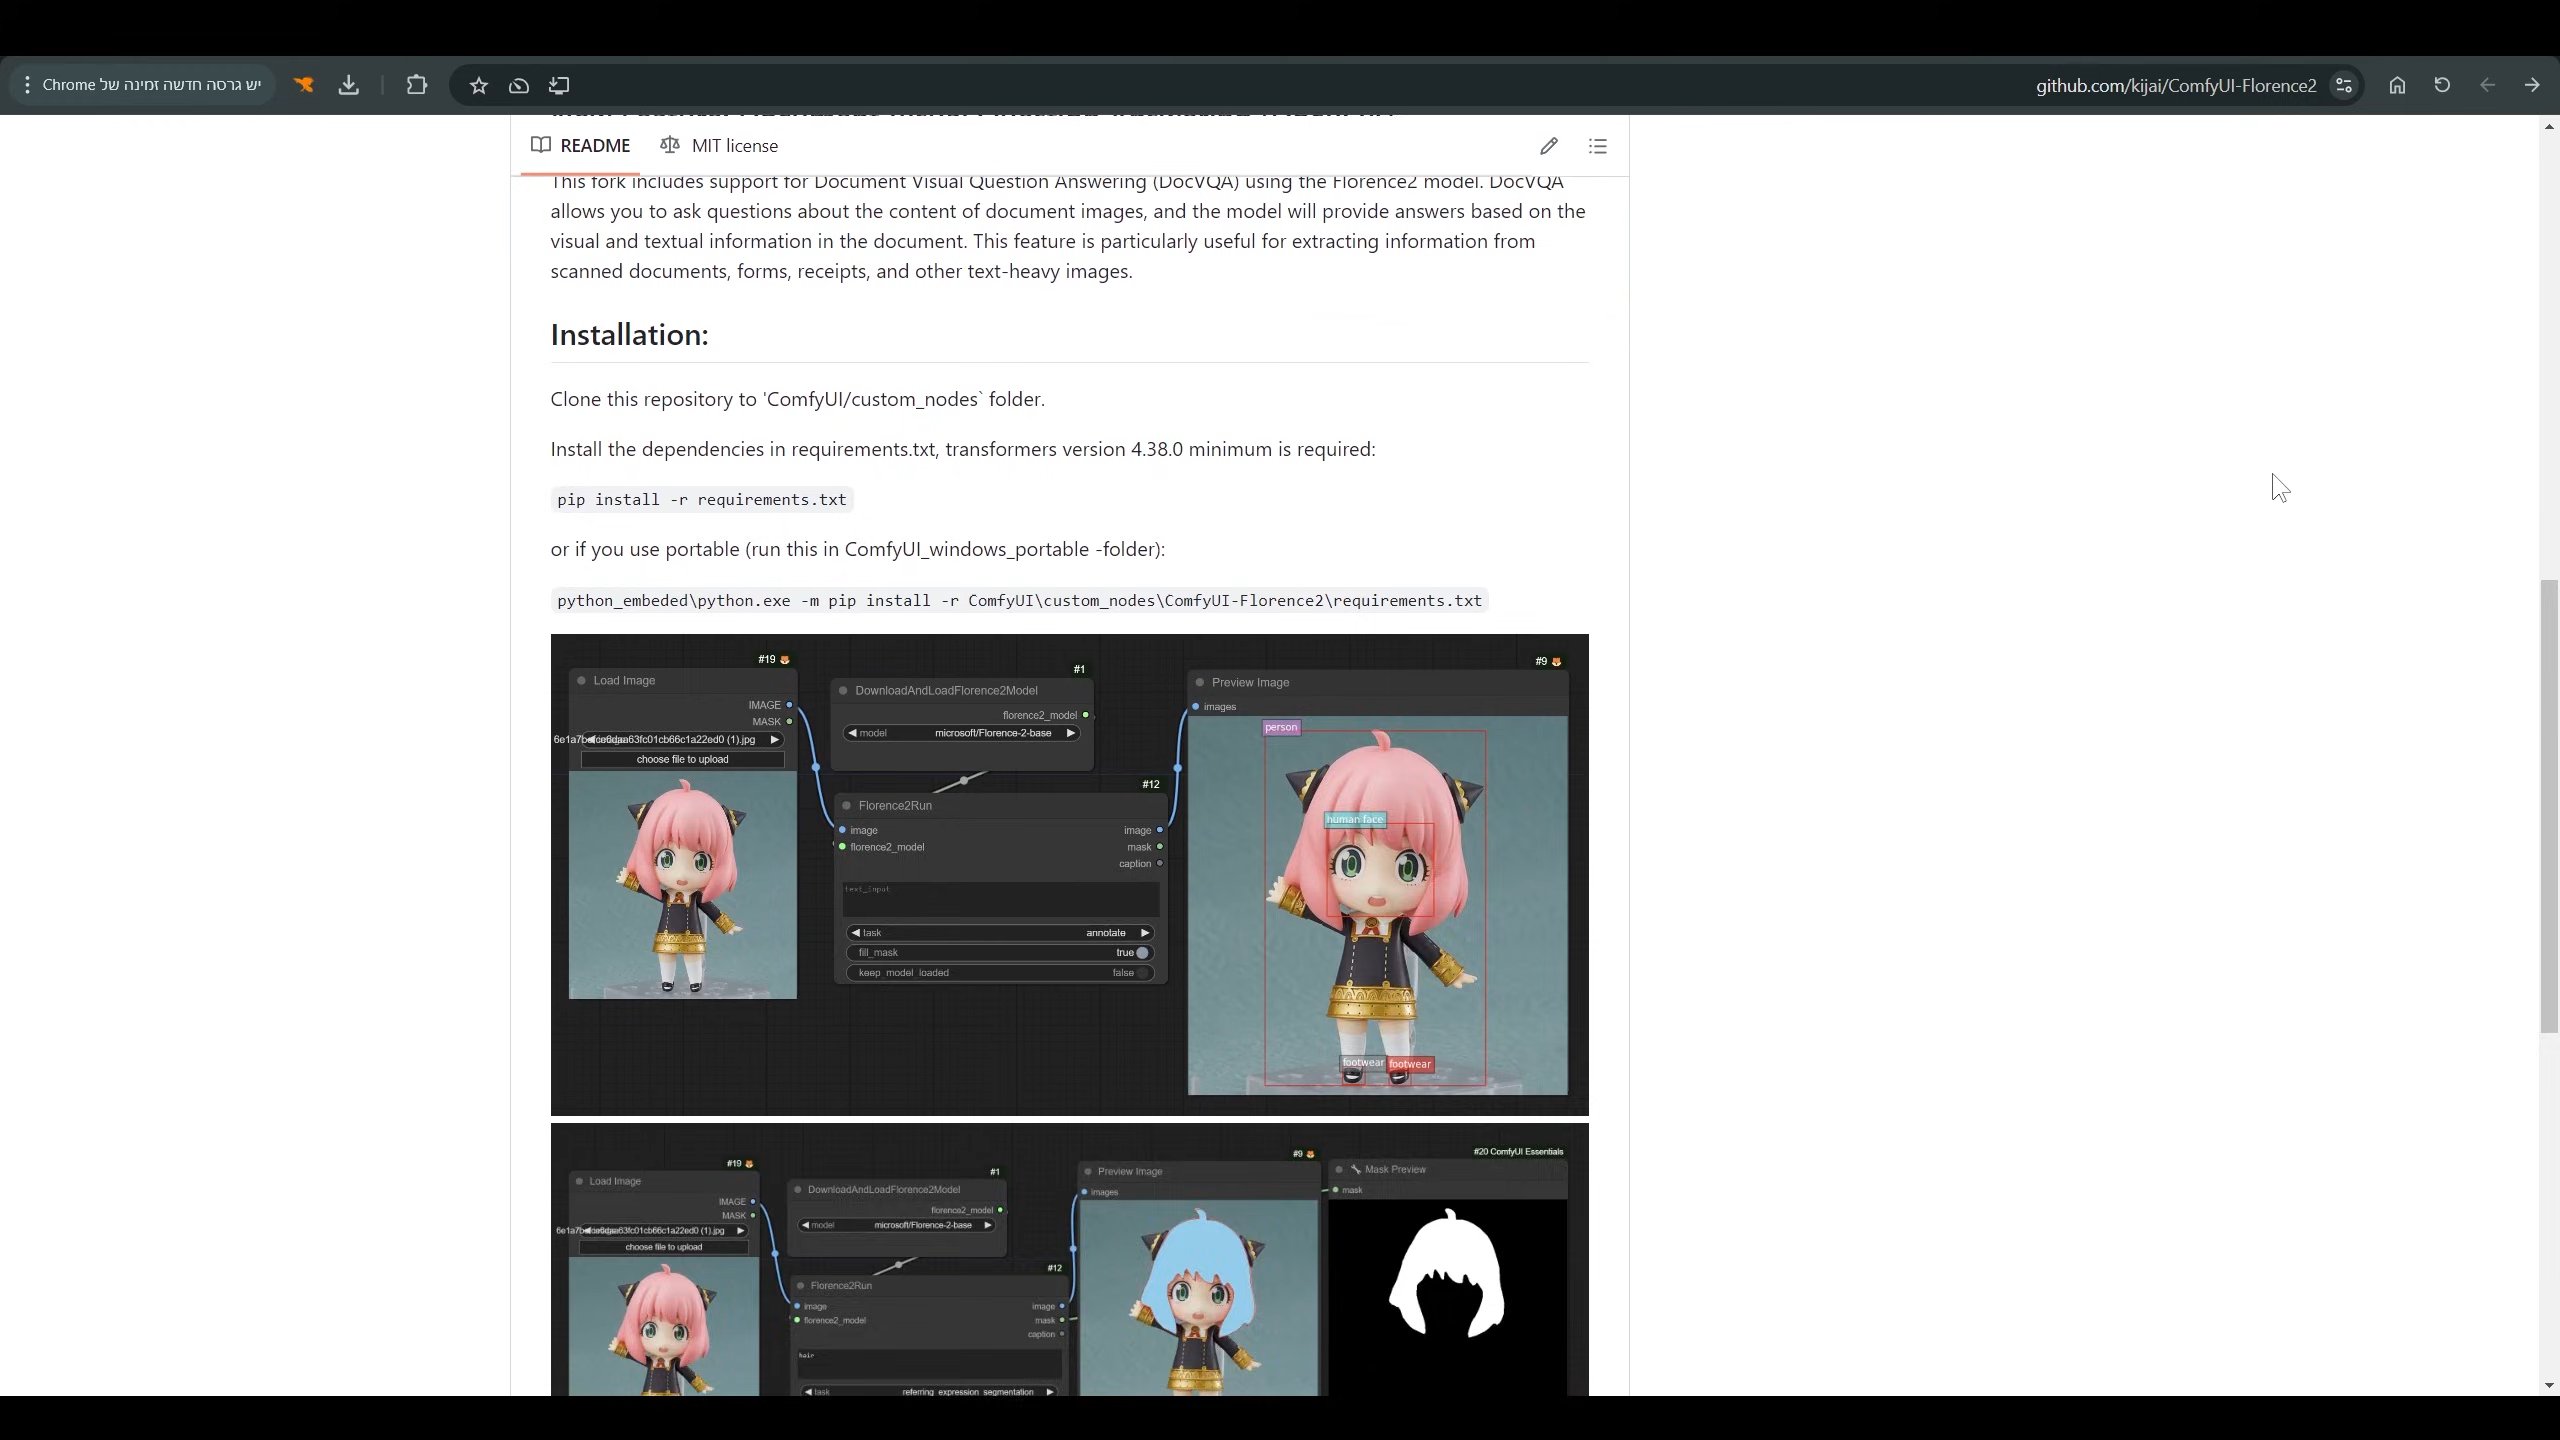 יש גרסה חדשה זמינה של Chrome
github.com/kijai/ComfyUI-Florence2
README
MIT license
This fork includes support for Document Visual Question Answering (DocVQA) using the Florence2 model. DocVQA
allows you to ask questions about the content of document images, and the model will provide answers based on the
visual and textual information in the document. This feature is particularly useful for extracting information from
scanned documents, forms, receipts, and other text-heavy images.
Installation:
Clone this repository to 'ComfyUI/custom_nodes` folder.
Install the dependencies in requirements.txt, transformers version 4.38.0 minimum is required:
pip install -r requirements.txt
or if you use portable (run this in ComfyUI_windows_portable -folder):
python_embeded\python.exe -m pip install -r ComfyUI\custom_nodes\ComfyUI-Florence2\requirements.txt
#19
Load Image
IMAGE
MASK
(1).jpg
choose file to upload
#1
DownloadAndLoadFlorence2Model
florence2_model
model microsoft/Florence-2-base
#12
Florence2Run
image image
florence2_model mask
caption
text_input
task annotate
fill_mask true
keep_model_loaded false
#9
Preview Image
images
person
human face
footwear footwear
#19
Load Image
IMAGE
MASK
(1).jpg
choose file to upload
#1
DownloadAndLoadFlorence2Model
florence2_model
model microsoft/Florence-2-base
#12
Florence2Run
image image
florence2_model mask
caption
hair
task referring_expression_segmentation
#9
Preview Image
images
#20 ComfyUI Essentials
Mask Preview
mask